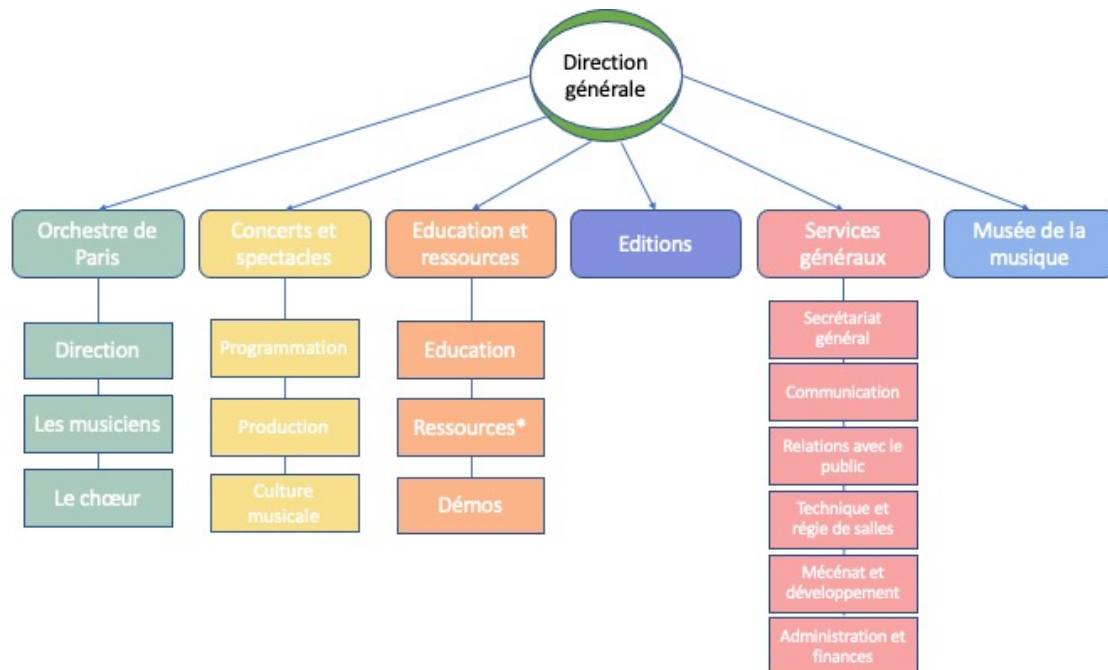 Direction
générale
Orchestre de
Paris
Concerts et
spectacles
Education et
ressources
Editions
Services
généraux
Musée de la
musique
Direction
Les musiciens
Le chœur
Programmation
Production
Culture
musicale
Education
Ressources*
Démos
Secrétariat
général
Communication
Relations avec le
public
Technique et
régie de salles
Mécénat et
développement
Administration et
finances